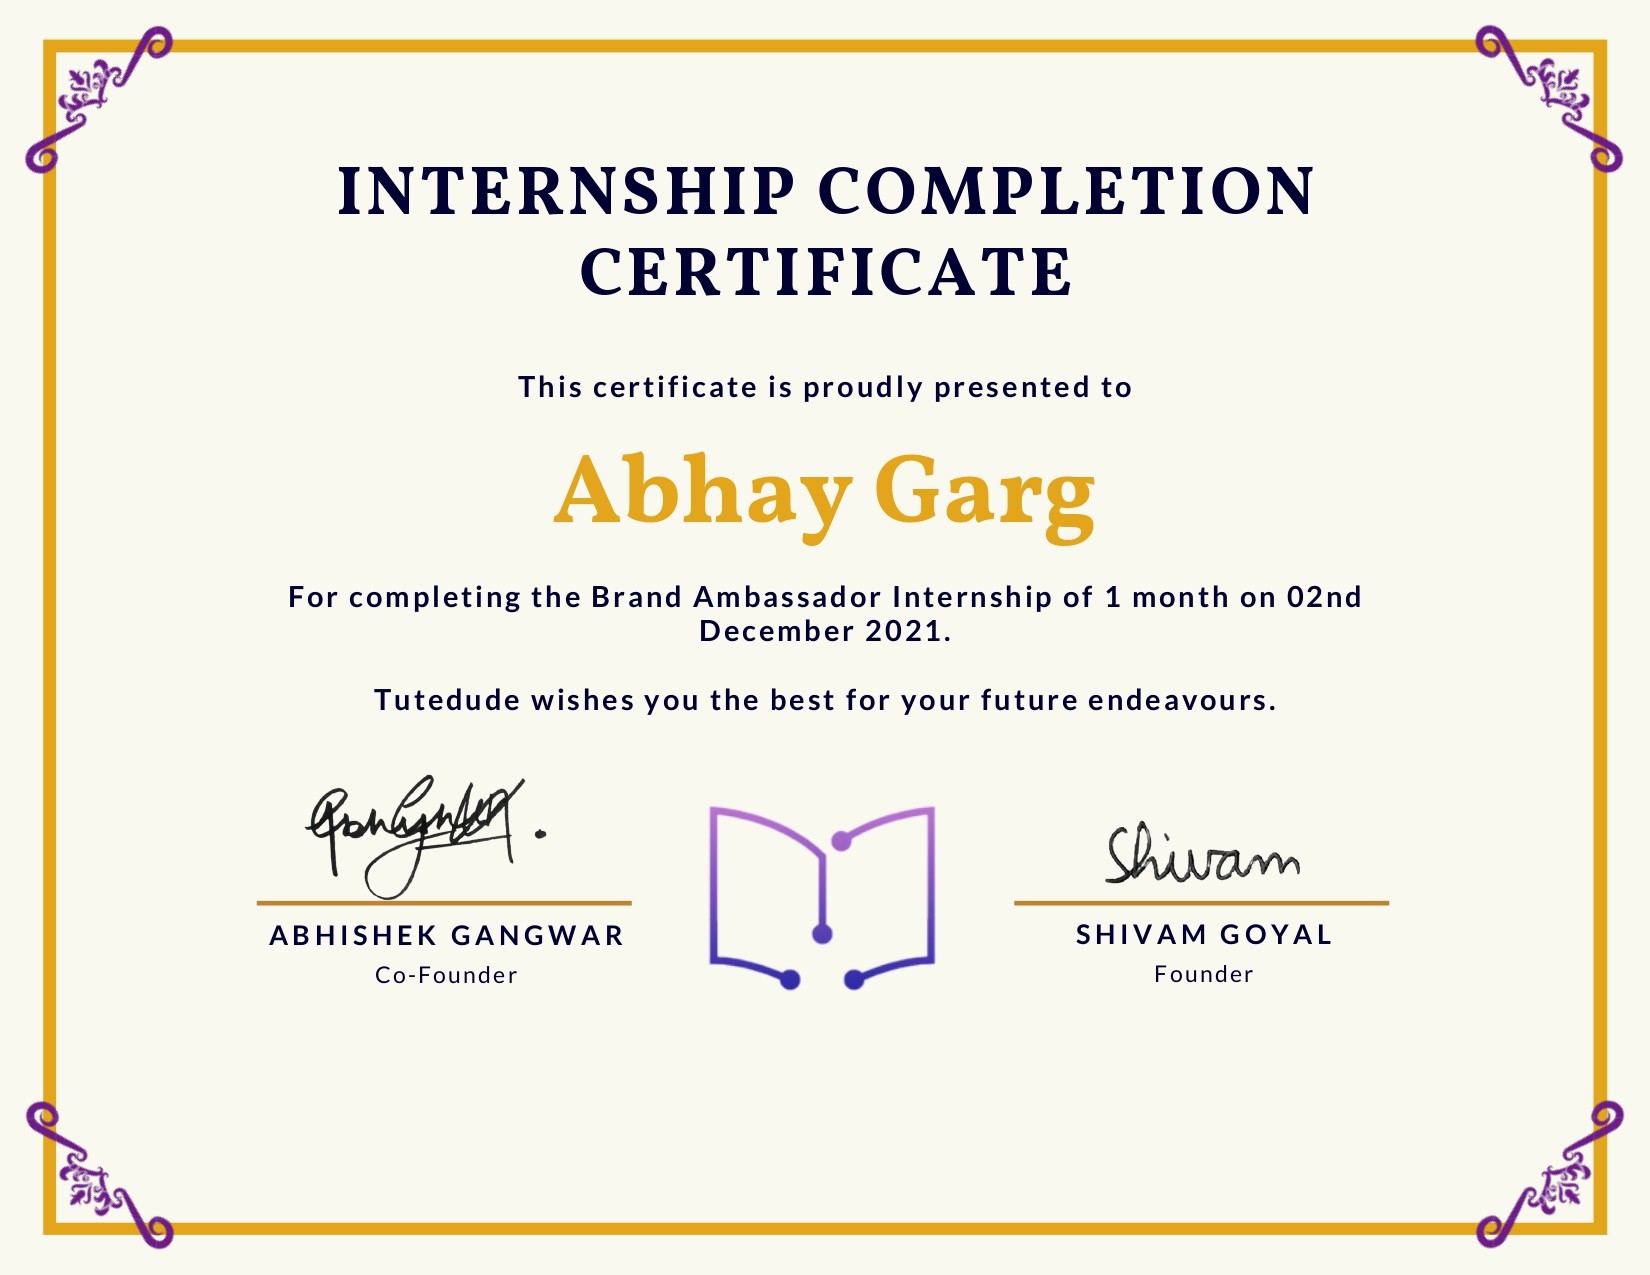 INTERNSHIP COMPLETION
CERTIFICATE
This certificate is proudly presented to
Abhay Garg
For completing the Brand Ambassador Internship of 1 month on 02nd
December 2021.
Tutedude wishes you the best for your future endeavours.
Shivam
ABHISHEK GANGWAR
Co-Founder
SHIVAM GOYAL
Founder